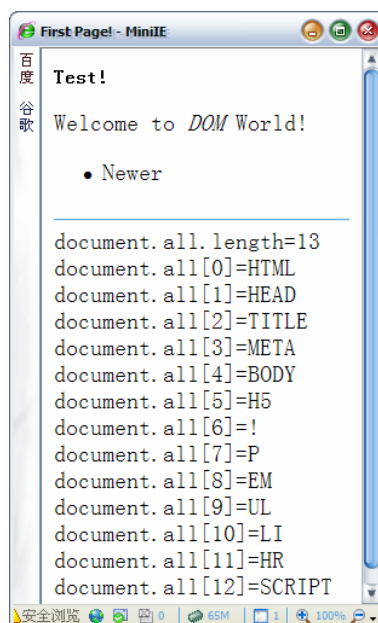 First Page! - MiniIE
百度
谷歌
Test!
Welcome to DOM World!
• Newer
document.all.length=13
document.all[0]=HTML
document.all[1]=HEAD
document.all[2]=TITLE
document.all[3]=META
document.all[4]=BODY
document.all[5]=H5
document.all[6]=!
document.all[7]=P
document.all[8]=EM
document.all[9]=UL
document.all[10]=LI
document.all[11]=HR
document.all[12]=SCRIPT
安全浏览 0 65M 1 100%